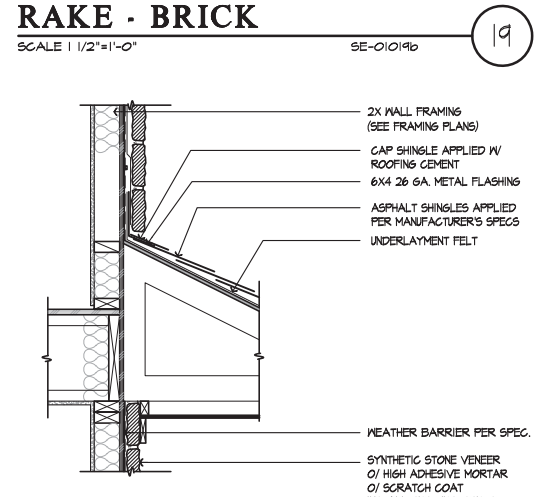 RAKE - BRICK
SCALE 1 1/2"=1'-0"
SE-010196
19
2X WALL FRAMING
(SEE FRAMING PLANS)
CAP SHINGLE APPLIED W/
ROOFING CEMENT
6X4 26 GA. METAL FLASHING
ASPHALT SHINGLES APPLIED
PER MANUFACTURER'S SPECS
UNDERLAYMENT FELT
WEATHER BARRIER PER SPEC.
SYNTHETIC STONE VENEER
O/ HIGH ADHESIVE MORTAR
O/ SCRATCH COAT